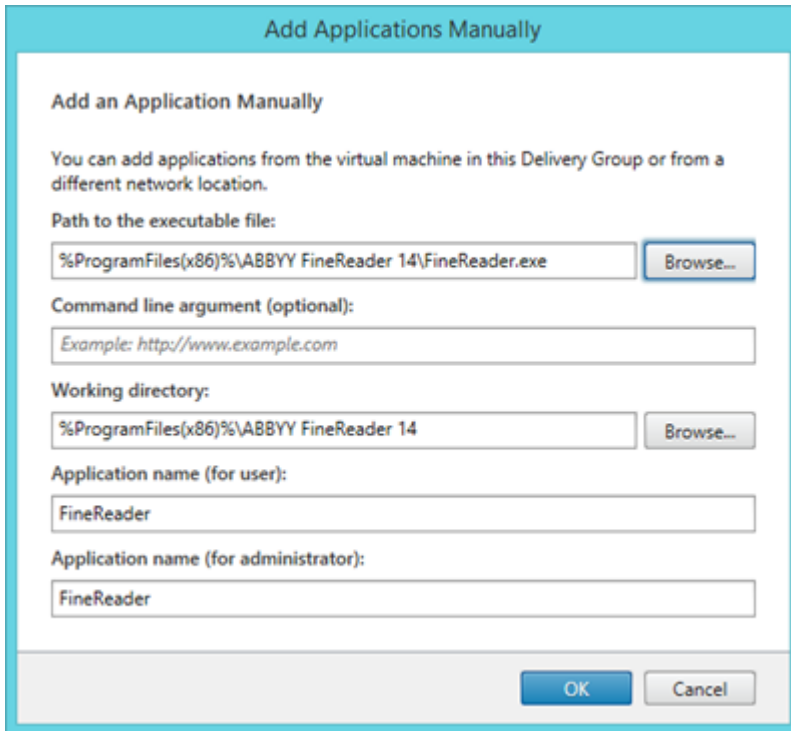 Add Applications Manually
Add an Application Manually
You can add applications from the virtual machine in this Delivery Group or from a
different network location.
Path to the executable file:
%ProgramFiles(x86)%\ABBYY FineReader 14\FineReader.exe
Browse...
Command line argument (optional):
Example: http://www.example.com
Working directory:
%ProgramFiles(x86)%\ABBYY FineReader 14
Browse...
Application name (for user):
FineReader
Application name (for administrator):
FineReader
OK
Cancel